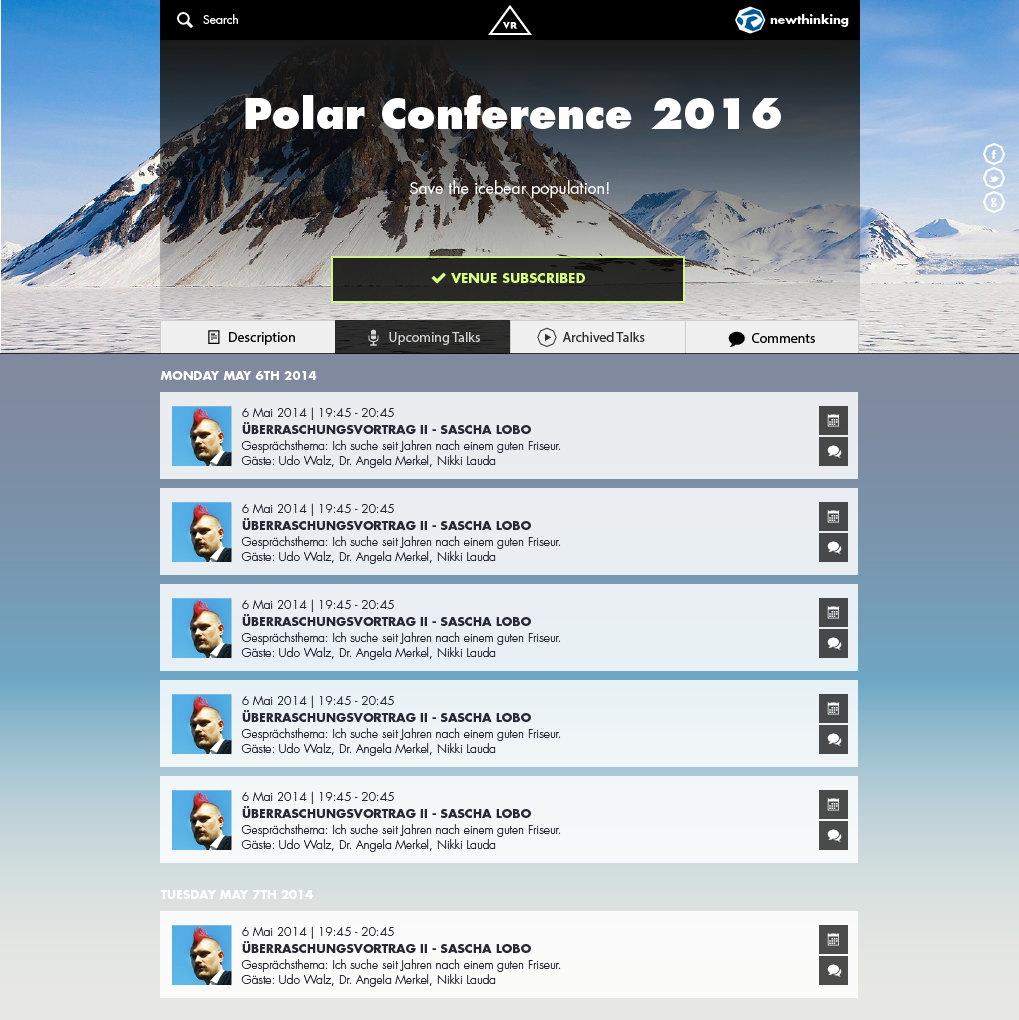 Search
VR
newthinking
Polar Conference 2016
Save the icebear population!
f
g
VENUE SUBSCRIBED
Description
Upcoming Talks
Archived Talks
Comments
MONDAY MAY 6TH 2014
6 Mai 2014 | 19:45 - 20:45
ÜBERRASCHUNGSVORTRAG II - SASCHA LOBO
Gesprächsthema: Ich suche seit Jahren nach einem guten Friseur.
Gäste: Udo Walz, Dr. Angela Merkel, Nikki Lauda
6 Mai 2014 | 19:45 - 20:45
ÜBERRASCHUNGSVORTRAG II - SASCHA LOBO
Gesprächsthema: Ich suche seit Jahren nach einem guten Friseur.
Gäste: Udo Walz, Dr. Angela Merkel, Nikki Lauda
6 Mai 2014 | 19:45 - 20:45
ÜBERRASCHUNGSVORTRAG II - SASCHA LOBO
Gesprächsthema: Ich suche seit Jahren nach einem guten Friseur.
Gäste: Udo Walz, Dr. Angela Merkel, Nikki Lauda
6 Mai 2014 | 19:45 - 20:45
ÜBERRASCHUNGSVORTRAG II - SASCHA LOBO
Gesprächsthema: Ich suche seit Jahren nach einem guten Friseur.
Gäste: Udo Walz, Dr. Angela Merkel, Nikki Lauda
6 Mai 2014 | 19:45 - 20:45
ÜBERRASCHUNGSVORTRAG II - SASCHA LOBO
Gesprächsthema: Ich suche seit Jahren nach einem guten Friseur.
Gäste: Udo Walz, Dr. Angela Merkel, Nikki Lauda
TUESDAY MAY 7TH 2014
6 Mai 2014 | 19:45 - 20:45
ÜBERRASCHUNGSVORTRAG II - SASCHA LOBO
Gesprächsthema: Ich suche seit Jahren nach einem guten Friseur.
Gäste: Udo Walz, Dr. Angela Merkel, Nikki Lauda